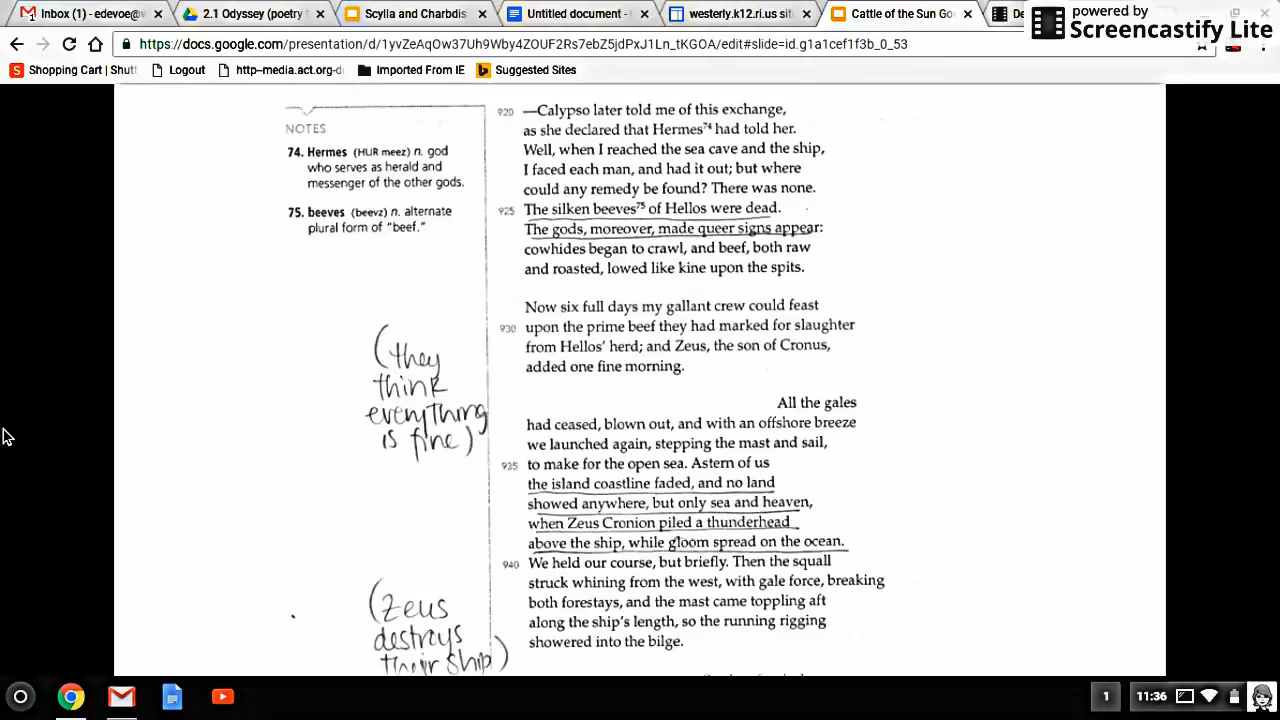 Inbox (1) - edevoe@w
2.1 Odyssey (poetry
Scylla and Charbdis
Untitled document -
westerly.k12.ri.us sit
Cattle of the Sun Go
De
powered by
Screencastify Lite
https://docs.google.com/presentation/d/1yvZeAqOw37Uh9Wby4ZOUF2Rs7ebZ5jdPxJ1Ln_tKGOA/edit#slide=id.g1a1cef1f3b_0_53
Shopping Cart | Shutt
Logout
http--media.act.org-d
Imported From IE
Suggested Sites
920 —Calypso later told me of this exchange,
as she declared that Hermes74 had told her.
Well, when I reached the sea cave and the ship,
I faced each man, and had it out; but where
could any remedy be found? There was none.
925 The silken beeves75 of Hellos were dead.
The gods, moreover, made queer signs appear:
cowhides began to crawl, and beef, both raw
and roasted, lowed like kine upon the spits.
NOTES
74. Hermes (HUR meez) n. god
who serves as herald and
messenger of the other gods.
75. beeves (beevz) n. alternate
plural form of "beef."
Now six full days my gallant crew could feast
930 upon the prime beef they had marked for slaughter
from Hellos' herd; and Zeus, the son of Cronus,
added one fine morning.
(they
think
everything
is fine)
All the gales
had ceased, blown out, and with an offshore breeze
we launched again, stepping the mast and sail,
935 to make for the open sea. Astern of us
the island coastline faded, and no land
showed anywhere, but only sea and heaven,
when Zeus Cronion piled a thunderhead
above the ship, while gloom spread on the ocean.
940 We held our course, but briefly. Then the squall
struck whining from the west, with gale force, breaking
both forestays, and the mast came toppling aft
along the ship's length, so the running rigging
showered into the bilge.
(Zeus
destroys
their ship)
1
11:36